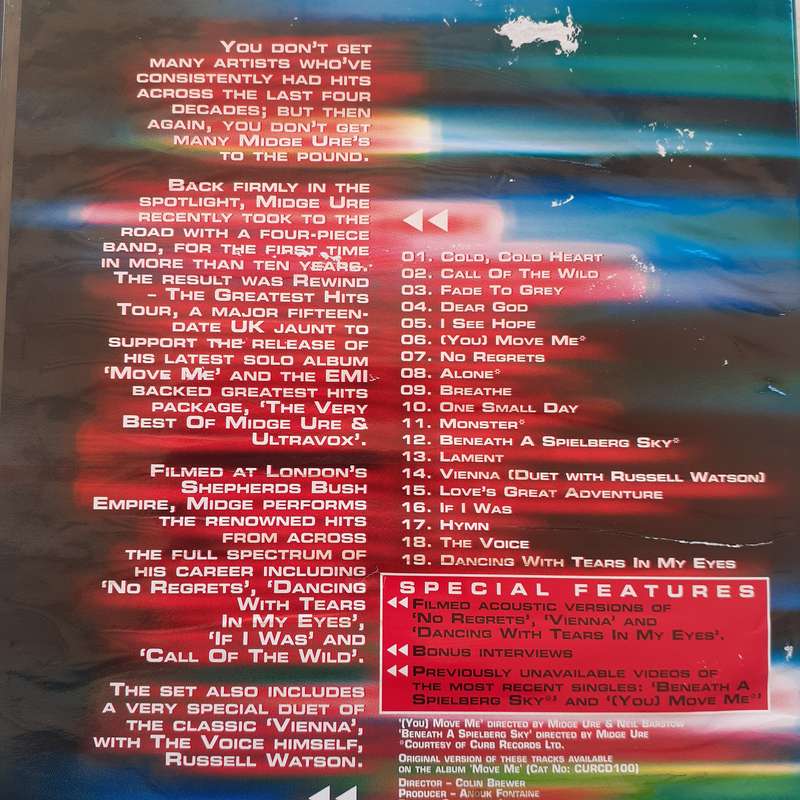 You don't get
many artists who've
consistently had hits
across the last four
decades; but then
again, you don't get
many Midge Ure's
to the pound.
Back firmly in the
spotlight, Midge Ure
recently took to the
road with a four-piece
band, for the first time
in more than ten years.
The result was Rewind
– The Greatest Hits
Tour, a major fifteen-
date UK jaunt to
support the release of
his latest solo album
'Move Me' and the EMI
backed greatest hits
package, 'The Very
Best Of Midge Ure &
Ultravox'.
Filmed at London's
Shepherds Bush
Empire, Midge performs
the renowned hits
from across
the full spectrum of
his career including
'No Regrets', 'Dancing
With Tears
In My Eyes',
'If I Was' and
'Call Of The Wild'.
The set also includes
a very special duet of
the classic 'Vienna',
with The Voice himself,
Russell Watson.
01. Cold, Cold Heart
02. Call Of The Wild
03. Fade To Grey
04. Dear God
05. I See Hope
06. (You) Move Me*
07. No Regrets
08. Alone*
09. Breathe
10. One Small Day
11. Monster*
12. Beneath A Spielberg Sky*
13. Lament
14. Vienna (Duet with Russell Watson)
15. Love's Great Adventure
16. If I Was
17. Hymn
18. The Voice
19. Dancing With Tears In My Eyes
SPECIAL FEATURES
Filmed acoustic versions of
'No Regrets', 'Vienna' and
'Dancing With Tears In My Eyes'.
Bonus interviews
Previously unavailable videos of
the most recent singles: 'Beneath A
Spielberg Sky*' and '(You) Move Me*'
'(You) Move Me' directed by Midge Ure & Neil Barstow
'Beneath A Spielberg Sky' directed by Midge Ure
*Courtesy of Curb Records Ltd.
Original version of these tracks available
on the album 'Move Me' (Cat No: CURCD100)
Director – Colin Brewer
Producer – Anouk Fontaine